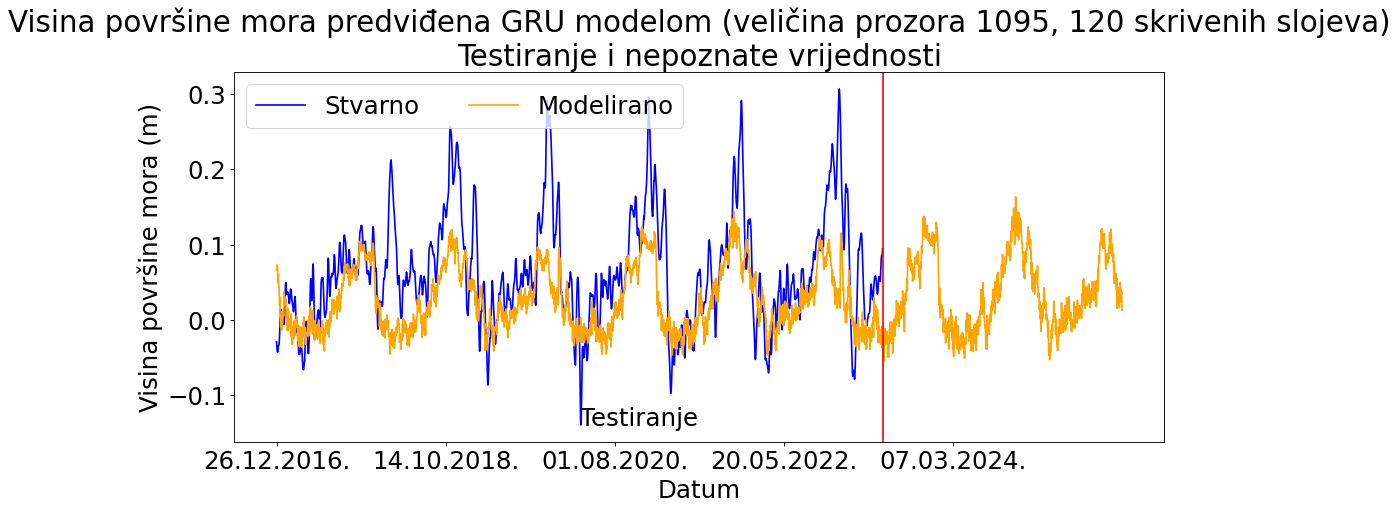 Visina površine mora predviđena GRU modelom (veličina prozora 1095, 120 skrivenih slojeva)
Testiranje i nepoznate vrijednosti
Stvarno
Modelirano
Visina površine mora (m)
0.3
0.2
0.1
0.0
−0.1
Testiranje
26.12.2016.
14.10.2018.
01.08.2020.
20.05.2022.
07.03.2024.
Datum